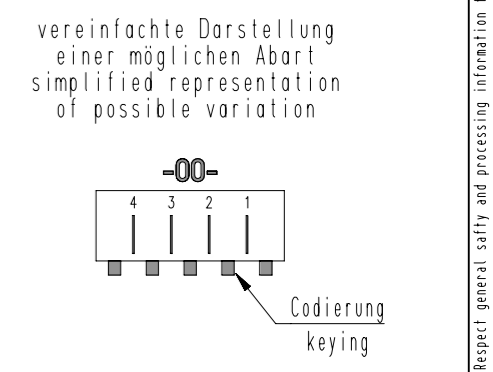 vereinfachte Darstellung
einer möglichen Abart
simplified representation
of possible variation
-00-
4 3 2 1
Codierung
keying
Respect general safty and processing information